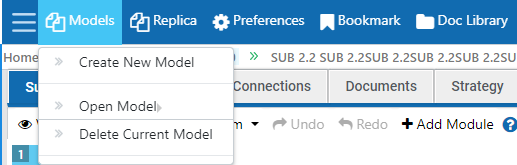 Models Replica Preferences Bookmark Doc Library
Home SUB 2.2 SUB 2.2SUB 2.2SUB 2.2SUB 2.2
Create New Model
Connections Documents Strategy
Open Model
Undo Redo Add Module
Delete Current Model
1